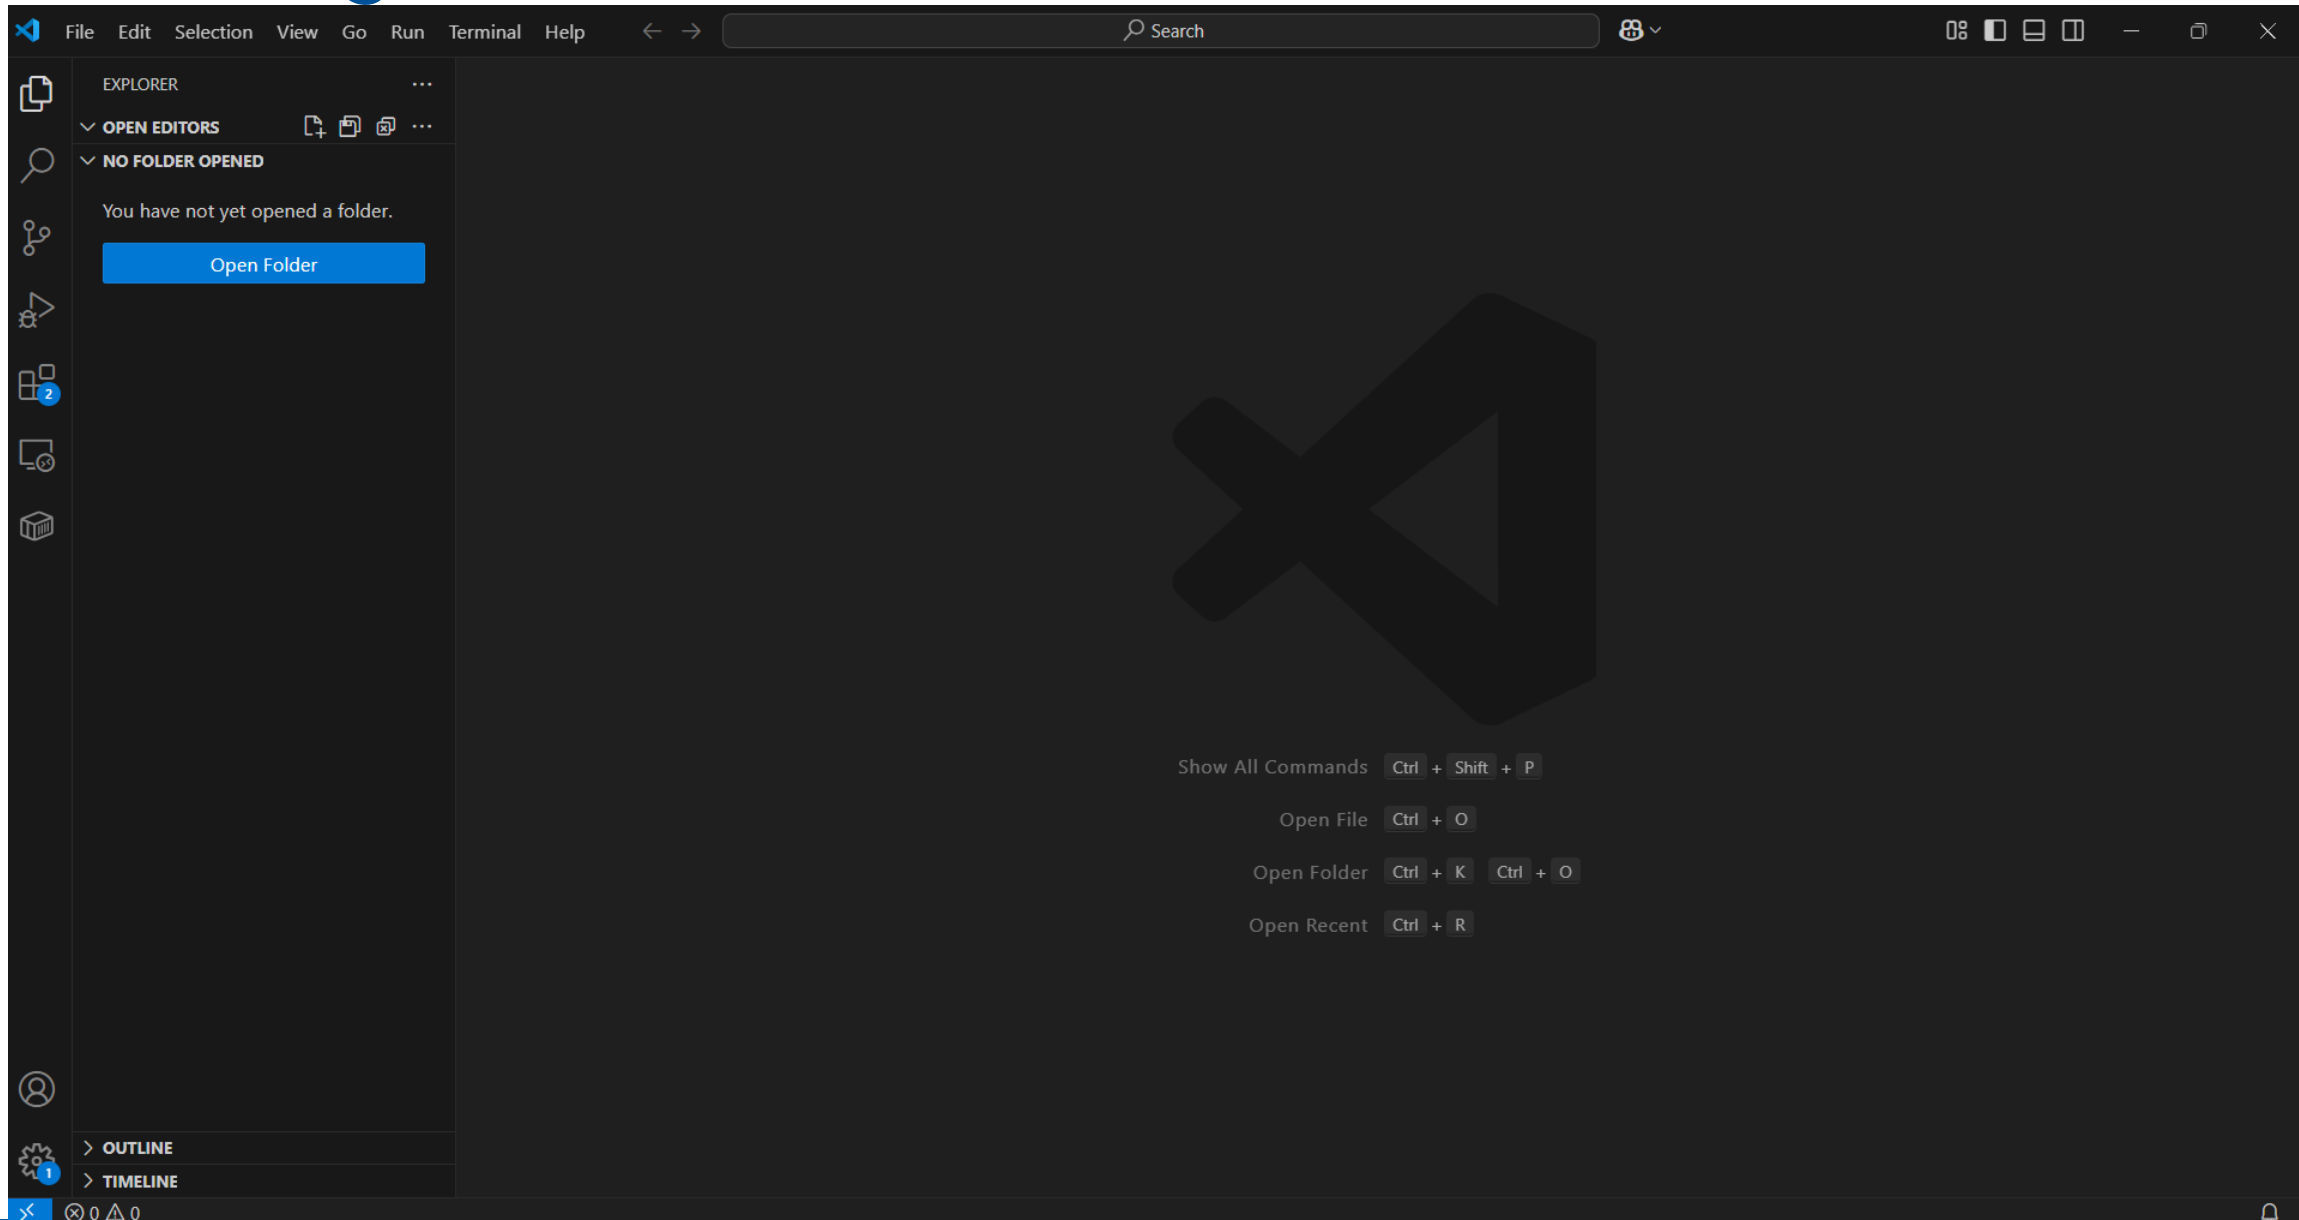 File Edit Selection View Go Run Terminal Help Search
EXPLORER
OPEN EDITORS
NO FOLDER OPENED
You have not yet opened a folder.
Open Folder
2
Show All Commands Ctrl + Shift + P
Open File Ctrl + O
Open Folder Ctrl + K Ctrl + O
Open Recent Ctrl + R
OUTLINE
1
TIMELINE
0 0